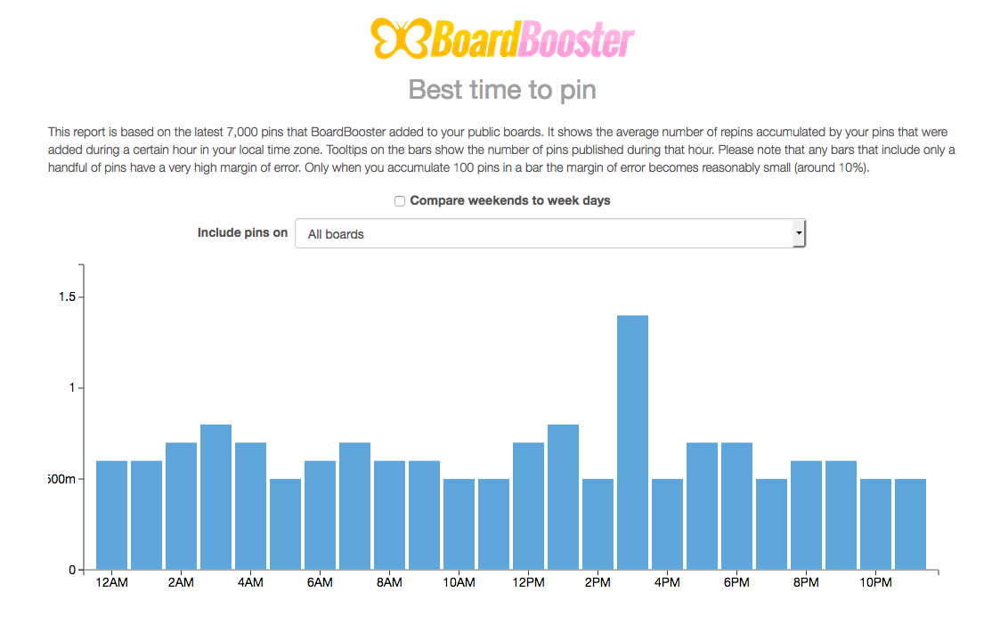 BoardBooster
Best time to pin
This report is based on the latest 7,000 pins that BoardBooster added to your public boards. It shows the average number of repins accumulated by your pins that were
added during a certain hour in your local time zone. Tooltips on the bars show the number of pins published during that hour. Please note that any bars that include only a
handful of pins have a very high margin of error. Only when you accumulate 100 pins in a bar the margin of error becomes reasonably small (around 10%).
Compare weekends to week days
Include pins on All boards
1.5
1
500m
0
12AM 2AM 4AM 6AM 8AM 10AM 12PM 2PM 4PM 6PM 8PM 10PM